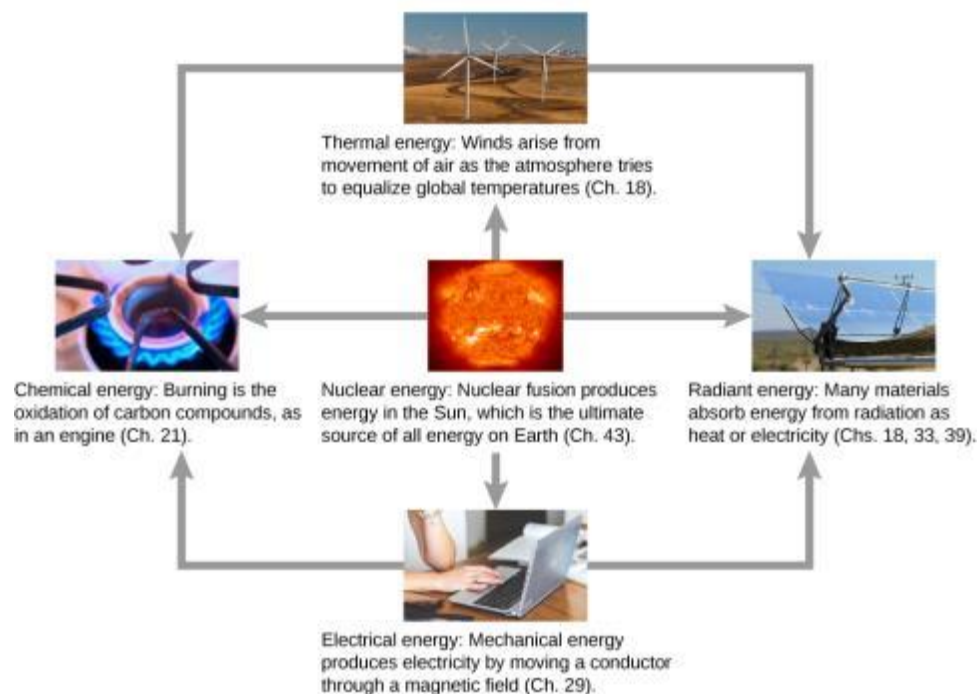 Thermal energy: Winds arise from
movement of air as the atmosphere tries
to equalize global temperatures (Ch. 18).
Chemical energy: Burning is the
oxidation of carbon compounds, as
in an engine (Ch. 21).
Nuclear energy: Nuclear fusion produces
energy in the Sun, which is the ultimate
source of all energy on Earth (Ch. 43).
Radiant energy: Many materials
absorb energy from radiation as
heat or electricity (Chs. 18, 33, 39).
Electrical energy: Mechanical energy
produces electricity by moving a conductor
through a magnetic field (Ch. 29).